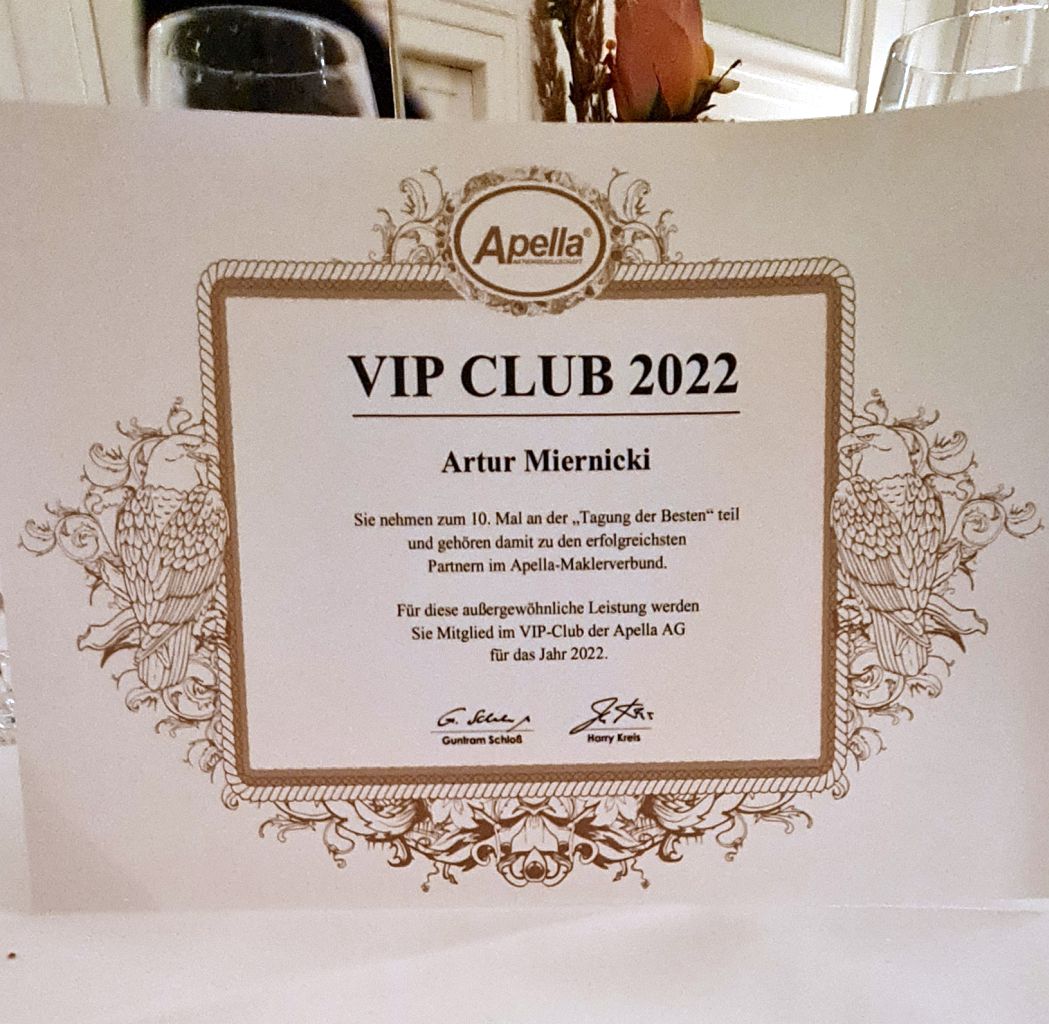 Apella®
AKTIENGESELLSCHAFT
VIP CLUB 2022
Artur Miernicki
Sie nehmen zum 10. Mal an der „Tagung der Besten“ teil
und gehören damit zu den erfolgreichsten
Partnern im Apella-Maklerverbund.
Für diese außergewöhnliche Leistung werden
Sie Mitglied im VIP-Club der Apella AG
für das Jahr 2022.
Guntram Schloß
Harry Kreis